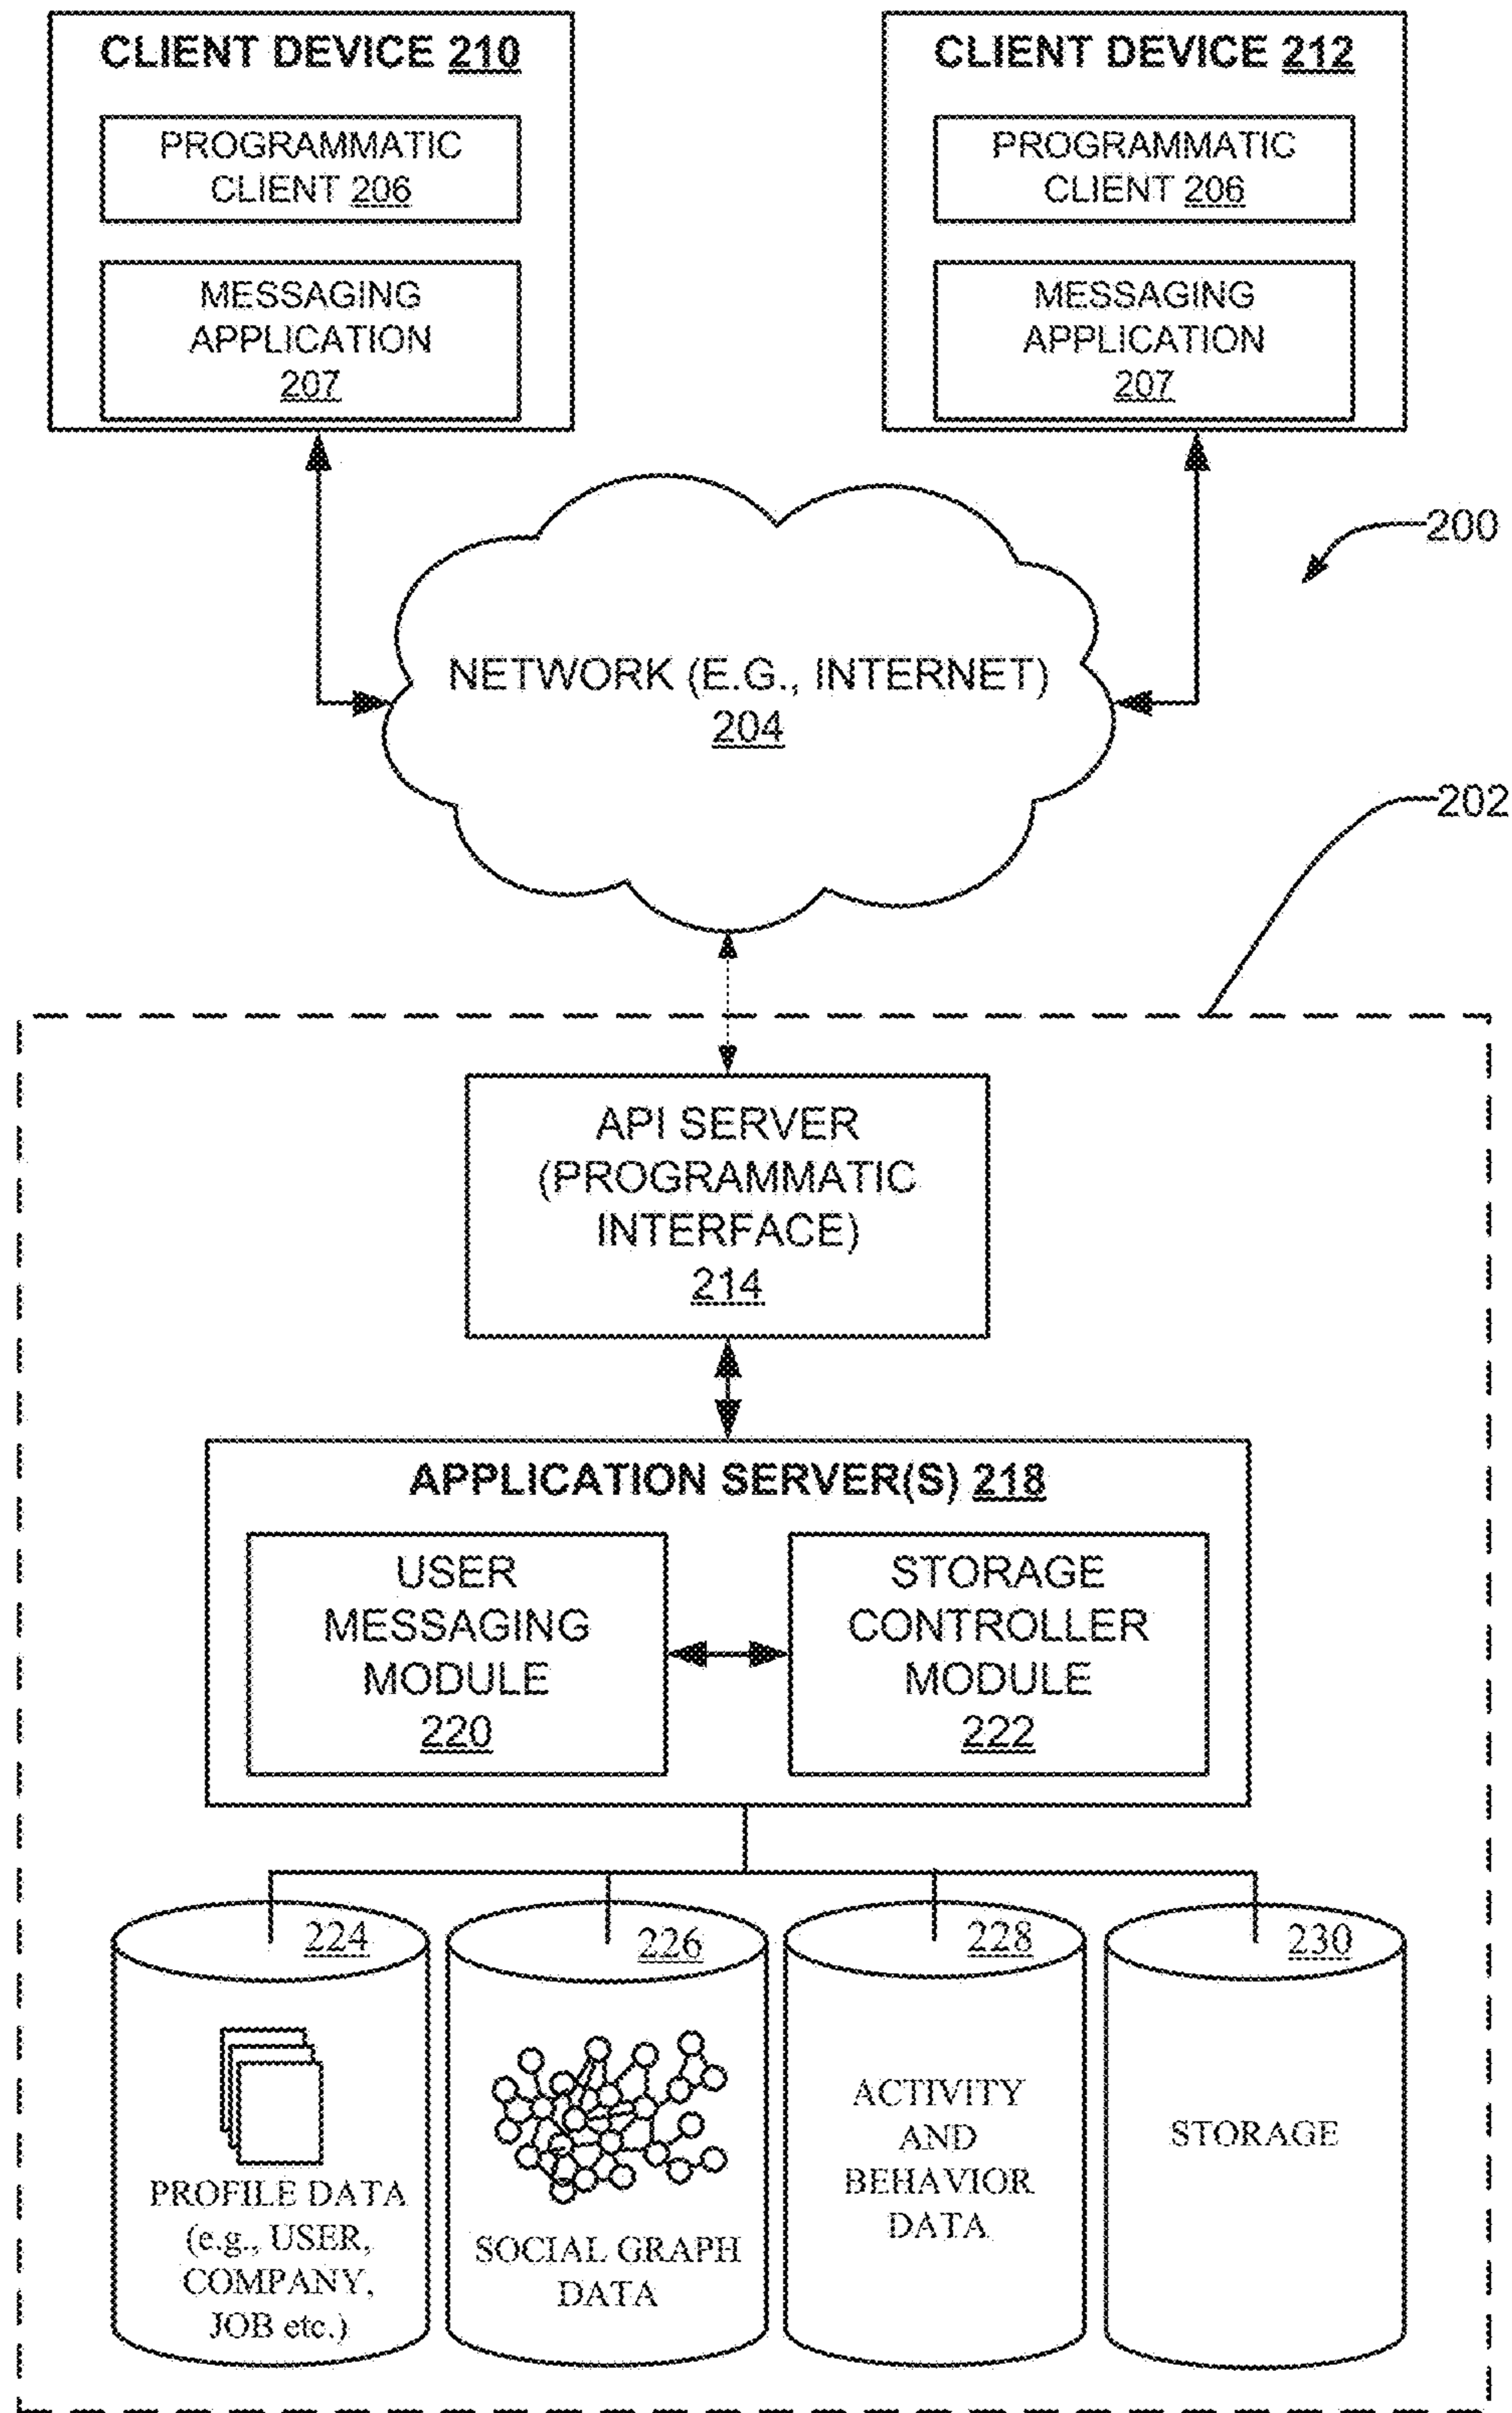 CLIENT DEVICE 210
PROGRAMMATIC
CLIENT 206
MESSAGING
APPLICATION
207
CLIENT DEVICE 212
PROGRAMMATIC
CLIENT 206
MESSAGING
APPLICATION
207
200
NETWORK (E.G., INTERNET)
204
202
API SERVER
(PROGRAMMATIC
INTERFACE)
214
APPLICATION SERVER(S) 218
USER
MESSAGING
MODULE
220
STORAGE
CONTROLLER
MODULE
222
224
PROFILE DATA
(e.g., USER,
COMPANY,
JOB etc.)
226
SOCIAL GRAPH
DATA
228
ACTIVITY
AND
BEHAVIOR
DATA
230
STORAGE